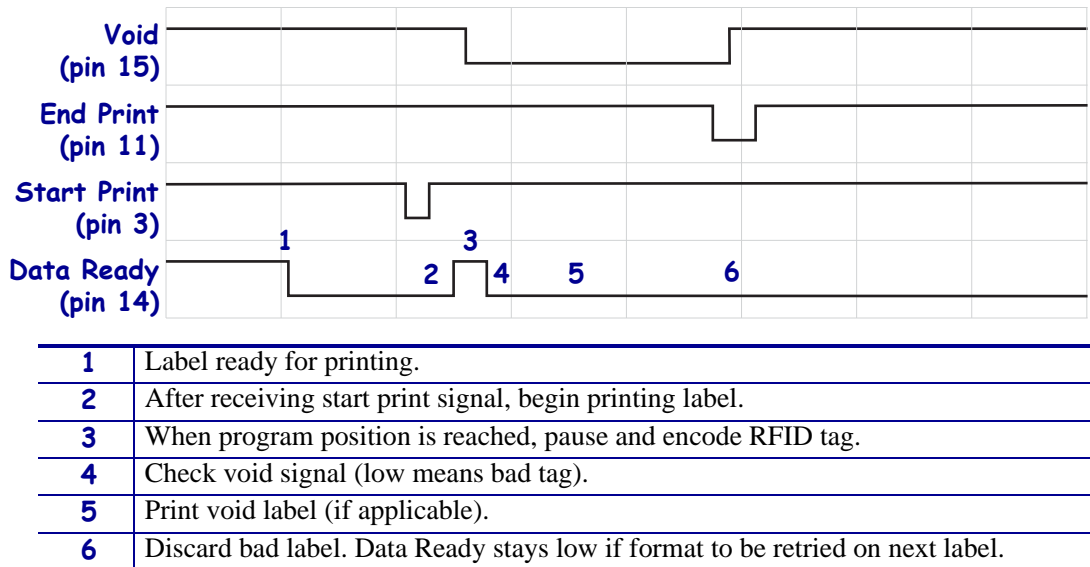 Void
(pin 15)
End Print
(pin 11)
Start Print
(pin 3)
1
3
Data Ready
(pin 14)
2
4
5
6
1 Label ready for printing.
2 After receiving start print signal, begin printing label.
3 When program position is reached, pause and encode RFID tag.
4 Check void signal (low means bad tag).
5 Print void label (if applicable).
6 Discard bad label. Data Ready stays low if format to be retried on next label.